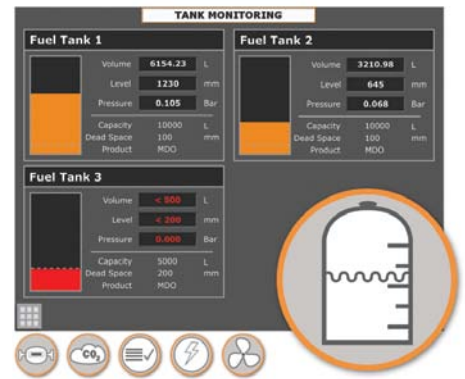 TANK MONITORING
Fuel Tank 1
Volume 6154.23 L
Level 1230 mm
Pressure 0.105 Bar
Capacity 10000 L
Dead Space 100 mm
Product MDO
Fuel Tank 2
Volume 3210.98 L
Level 645 mm
Pressure 0.068 Bar
Capacity 10000 L
Dead Space 100 mm
Product MDO
Fuel Tank 3
Volume < 500 L
Level < 200 mm
Pressure 0.000 Bar
Capacity 5000 L
Dead Space 200 mm
Product MDO
CO₂